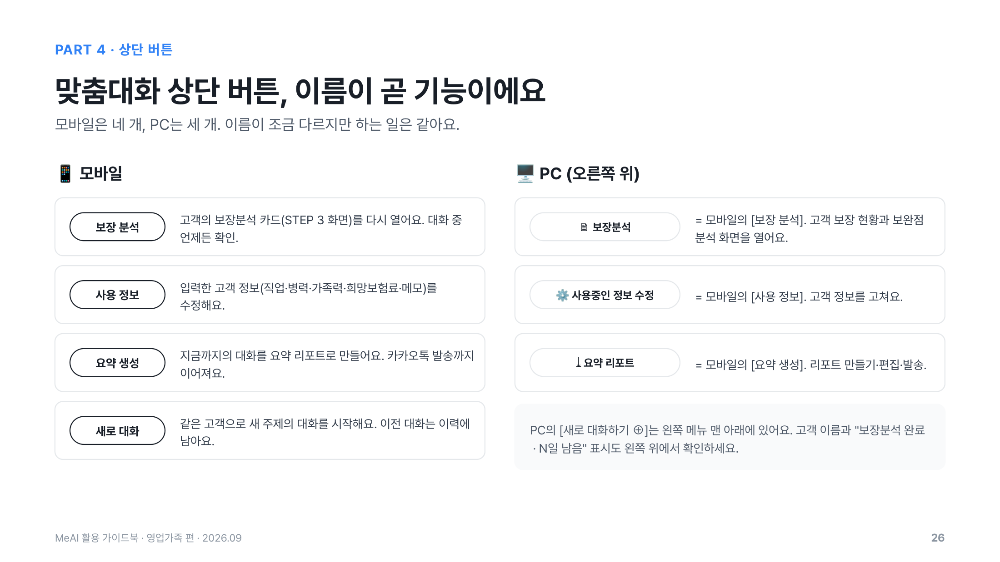 PART 4 · 상단 버튼
맞춤대화 상단 버튼, 이름이 곧 기능이에요
모바일은 네 개, PC는 세 개. 이름이 조금 다르지만 하는 일은 같아요.
📱 모바일
보장 분석
고객의 보장분석 카드(STEP 3 화면)를 다시 열어요. 대화 중
언제든 확인.
사용 정보
입력한 고객 정보(직업·병력·가족력·희망보험료·메모)를
수정해요.
요약 생성
지금까지의 대화를 요약 리포트로 만들어요. 카카오톡 발송까지
이어져요.
새로 대화
같은 고객으로 새 주제의 대화를 시작해요. 이전 대화는 이력에
남아요.
🖥️ PC (오른쪽 위)
🗎 보장분석
= 모바일의 [보장 분석]. 고객 보장 현황과 보완점
분석 화면을 열어요.
⚙️ 사용중인 정보 수정
= 모바일의 [사용 정보]. 고객 정보를 고쳐요.
⤓ 요약 리포트
= 모바일의 [요약 생성]. 리포트 만들기·편집·발송.
PC의 [새로 대화하기 ⊕]는 왼쪽 메뉴 맨 아래에 있어요. 고객 이름과 "보장분석 완료
· N일 남음" 표시도 왼쪽 위에서 확인하세요.
MeAI 활용 가이드북 · 영업가족 편 · 2026.09
26